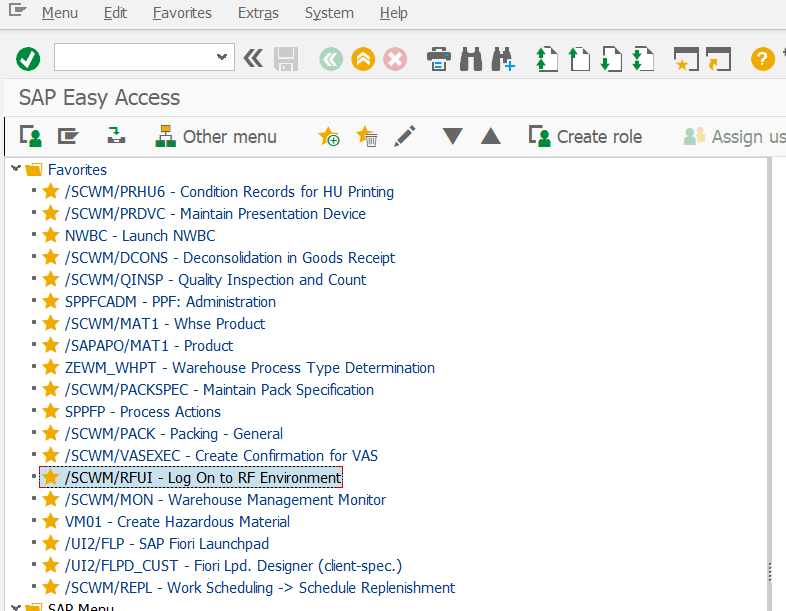 Menu Edit Favorites Extras System Help
SAP Easy Access
Other menu Create role Assign us
Favorites
/SCWM/PRHU6 - Condition Records for HU Printing
/SCWM/PRDVC - Maintain Presentation Device
NWBC - Launch NWBC
/SCWM/DCONS - Deconsolidation in Goods Receipt
/SCWM/QINSP - Quality Inspection and Count
SPPFCADM - PPF: Administration
/SCWM/MAT1 - Whse Product
/SAPAPO/MAT1 - Product
ZEWM_WHPT - Warehouse Process Type Determination
/SCWM/PACKSPEC - Maintain Pack Specification
SPPFP - Process Actions
/SCWM/PACK - Packing - General
/SCWM/VASEXEC - Create Confirmation for VAS
/SCWM/RFUI - Log On to RF Environment
/SCWM/MON - Warehouse Management Monitor
VM01 - Create Hazardous Material
/UI2/FLP - SAP Fiori Launchpad
/UI2/FLPD_CUST - Fiori Lpd. Designer (client-spec.)
/SCWM/REPL - Work Scheduling -> Schedule Replenishment
SAP Menu